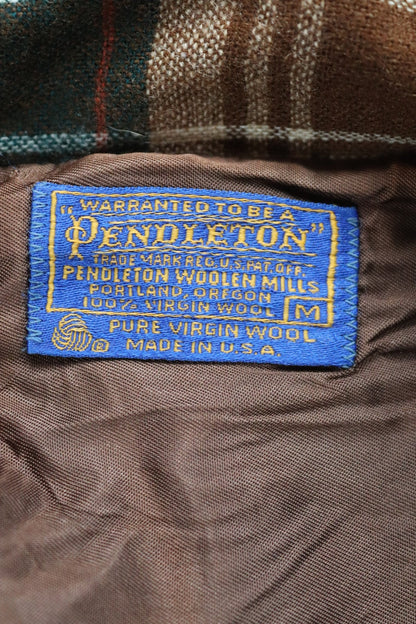 "WARRANTED TO BE A
PENDLETON"
TRADE MARK REG. U.S. PAT. OFF.
PENDLETON WOOLEN MILLS
PORTLAND, OREGON
100% VIRGIN WOOL M
PURE VIRGIN WOOL
MADE IN U.S.A.